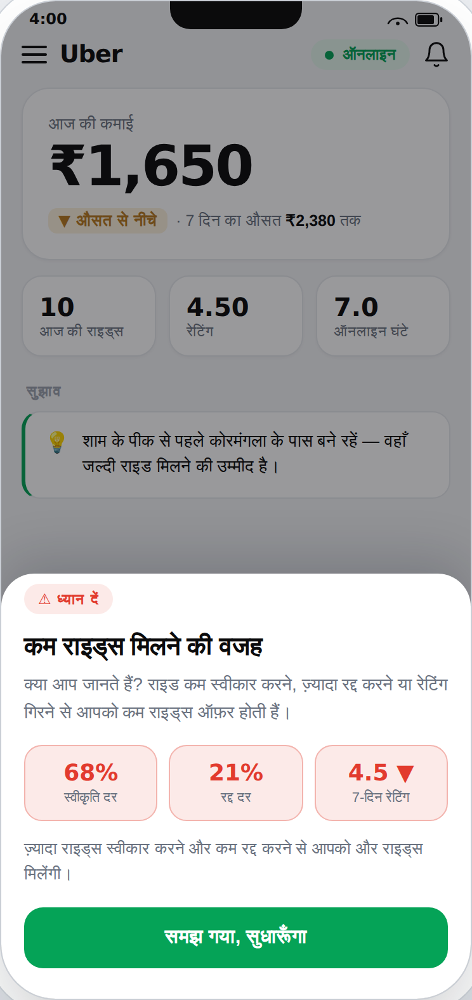 4:00
Uber
ऑनलाइन
आज की कमाई
₹1,650
▼ औसत से नीचे · 7 दिन का औसत ₹2,380 तक
10
आज की राइड्स
4.50
रेटिंग
7.0
ऑनलाइन घंटे
सुझाव
शाम के पीक से पहले कोरमंगला के पास बने रहें — वहाँ
जल्दी राइड मिलने की उम्मीद है।
⚠ ध्यान दें
कम राइड्स मिलने की वजह
क्या आप जानते हैं? राइड कम स्वीकार करने, ज़्यादा रद्द करने या रेटिंग
गिरने से आपको कम राइड्स ऑफ़र होती हैं।
68%
स्वीकृति दर
21%
रद्द दर
4.5 ▼
7-दिन रेटिंग
ज़्यादा राइड्स स्वीकार करने और कम रद्द करने से आपको और राइड्स
मिलेंगी।
समझ गया, सुधारूँगा